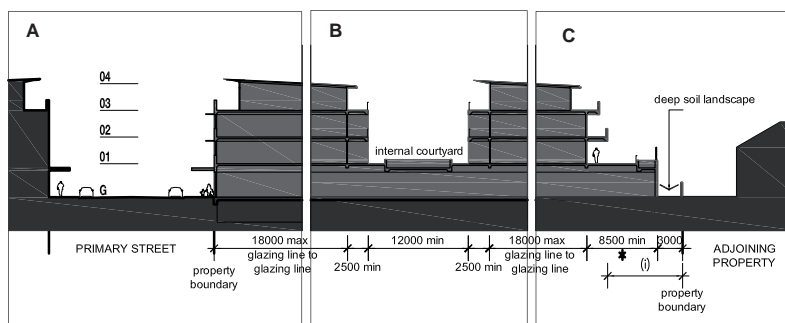 A
B
C
04
03
02
01
G
deep soil landscape
internal courtyard
PRIMARY STREET
property
boundary
18000 max
glazing line to
glazing line
2500 min
12000 min
2500 min
18000 max
glazing line to
glazing line
8500 min
3000
(i)
ADJOINING
PROPERTY
property
boundary